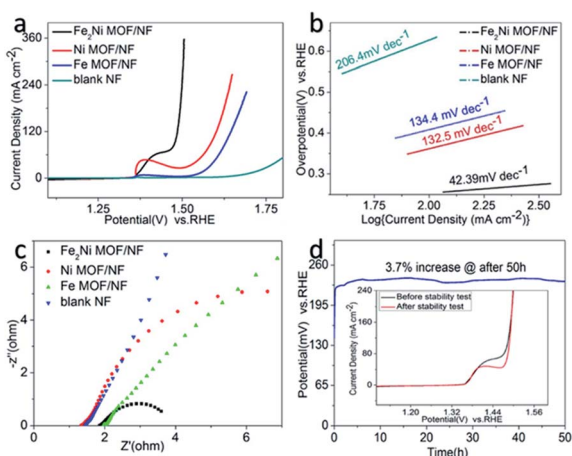 a
Fe₂Ni MOF/NF
Ni MOF/NF
Fe MOF/NF
blank NF
Current Density (mA cm⁻²)
360
240
120
0
1.25
1.50
1.75
Potential(V) vs.RHE
b
Fe₂Ni MOF/NF
Ni MOF/NF
Fe MOF/NF
blank NF
206.4mV dec⁻¹
134.4 mV dec⁻¹
132.5 mV dec⁻¹
42.39mV dec⁻¹
Overpotential(V) vs.RHE
0.6
0.5
0.4
0.3
1.75
2.00
2.25
2.50
Log{Current Density (mA cm⁻²)}
c
Fe₂Ni MOF/NF
Ni MOF/NF
Fe MOF/NF
blank NF
-z''(ohm)
-6
-4
-2
0
0
2
4
6
Z'(ohm)
d
3.7% increase @ after 50h
Potential(mV) vs.RHE
260
195
130
65
0
0
10
20
30
40
50
Time(h)
Before stability test
After stability test
Current Density (mA cm⁻²)
240
160
80
0
1.20
1.32
1.44
1.56
Potential(V) vs.RHE